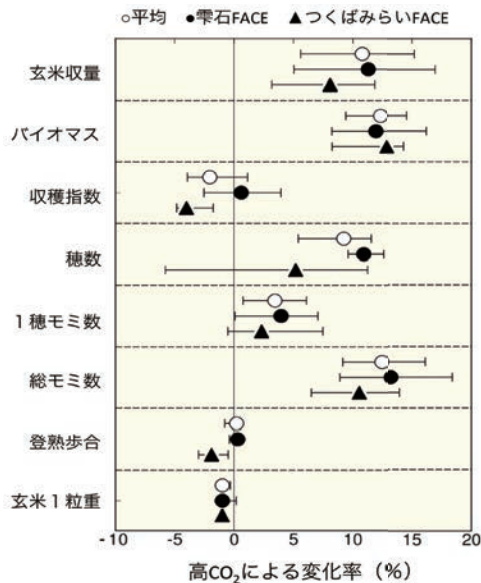 ○平均 ●雫石FACE ▲つくばみらいFACE
玄米収量
バイオマス
収穫指数
穂数
1穂モミ数
総モミ数
登熟歩合
玄米1粒重
-10 -5 0 5 10 15 20
高CO₂による変化率（%）